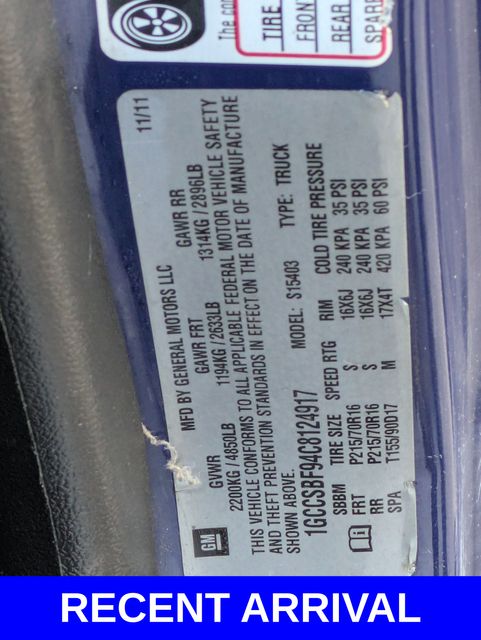 The co
TIRE
FRONT
REAR
SPARE
11/11
MFD BY GENERAL MOTORS LLC
GVWR GAWR FRT GAWR RR
2200KG / 4850LB 1194KG / 2633LB 1314KG / 2896LB
THIS VEHICLE CONFORMS TO ALL APPLICABLE FEDERAL MOTOR VEHICLE SAFETY
AND THEFT PREVENTION STANDARDS IN EFFECT ON THE DATE OF MANUFACTURE
SHOWN ABOVE.
1GCCSBF94C8124917 MODEL: S15403 TYPE: TRUCK
SBBM TIRE SIZE SPEED RTG RIM COLD TIRE PRESSURE
FRT P215/70R16 S 16X6J 240 KPA 35 PSI
RR P215/70R16 S 16X6J 240 KPA 35 PSI
SPA T155/90D17 M 17X4T 420 KPA 60 PSI
GM
RECENT ARRIVAL